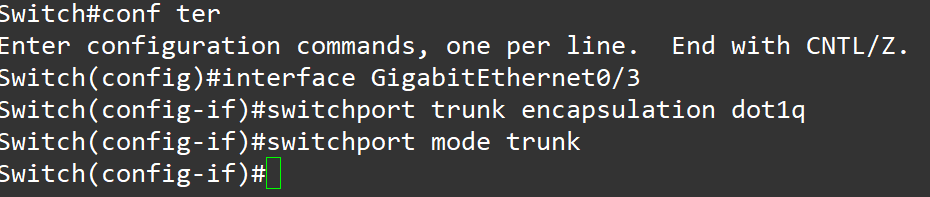 Switch#conf ter
Enter configuration commands, one per line.  End with CNTL/Z.
Switch(config)#interface GigabitEthernet0/3
Switch(config-if)#switchport trunk encapsulation dot1q
Switch(config-if)#switchport mode trunk
Switch(config-if)#